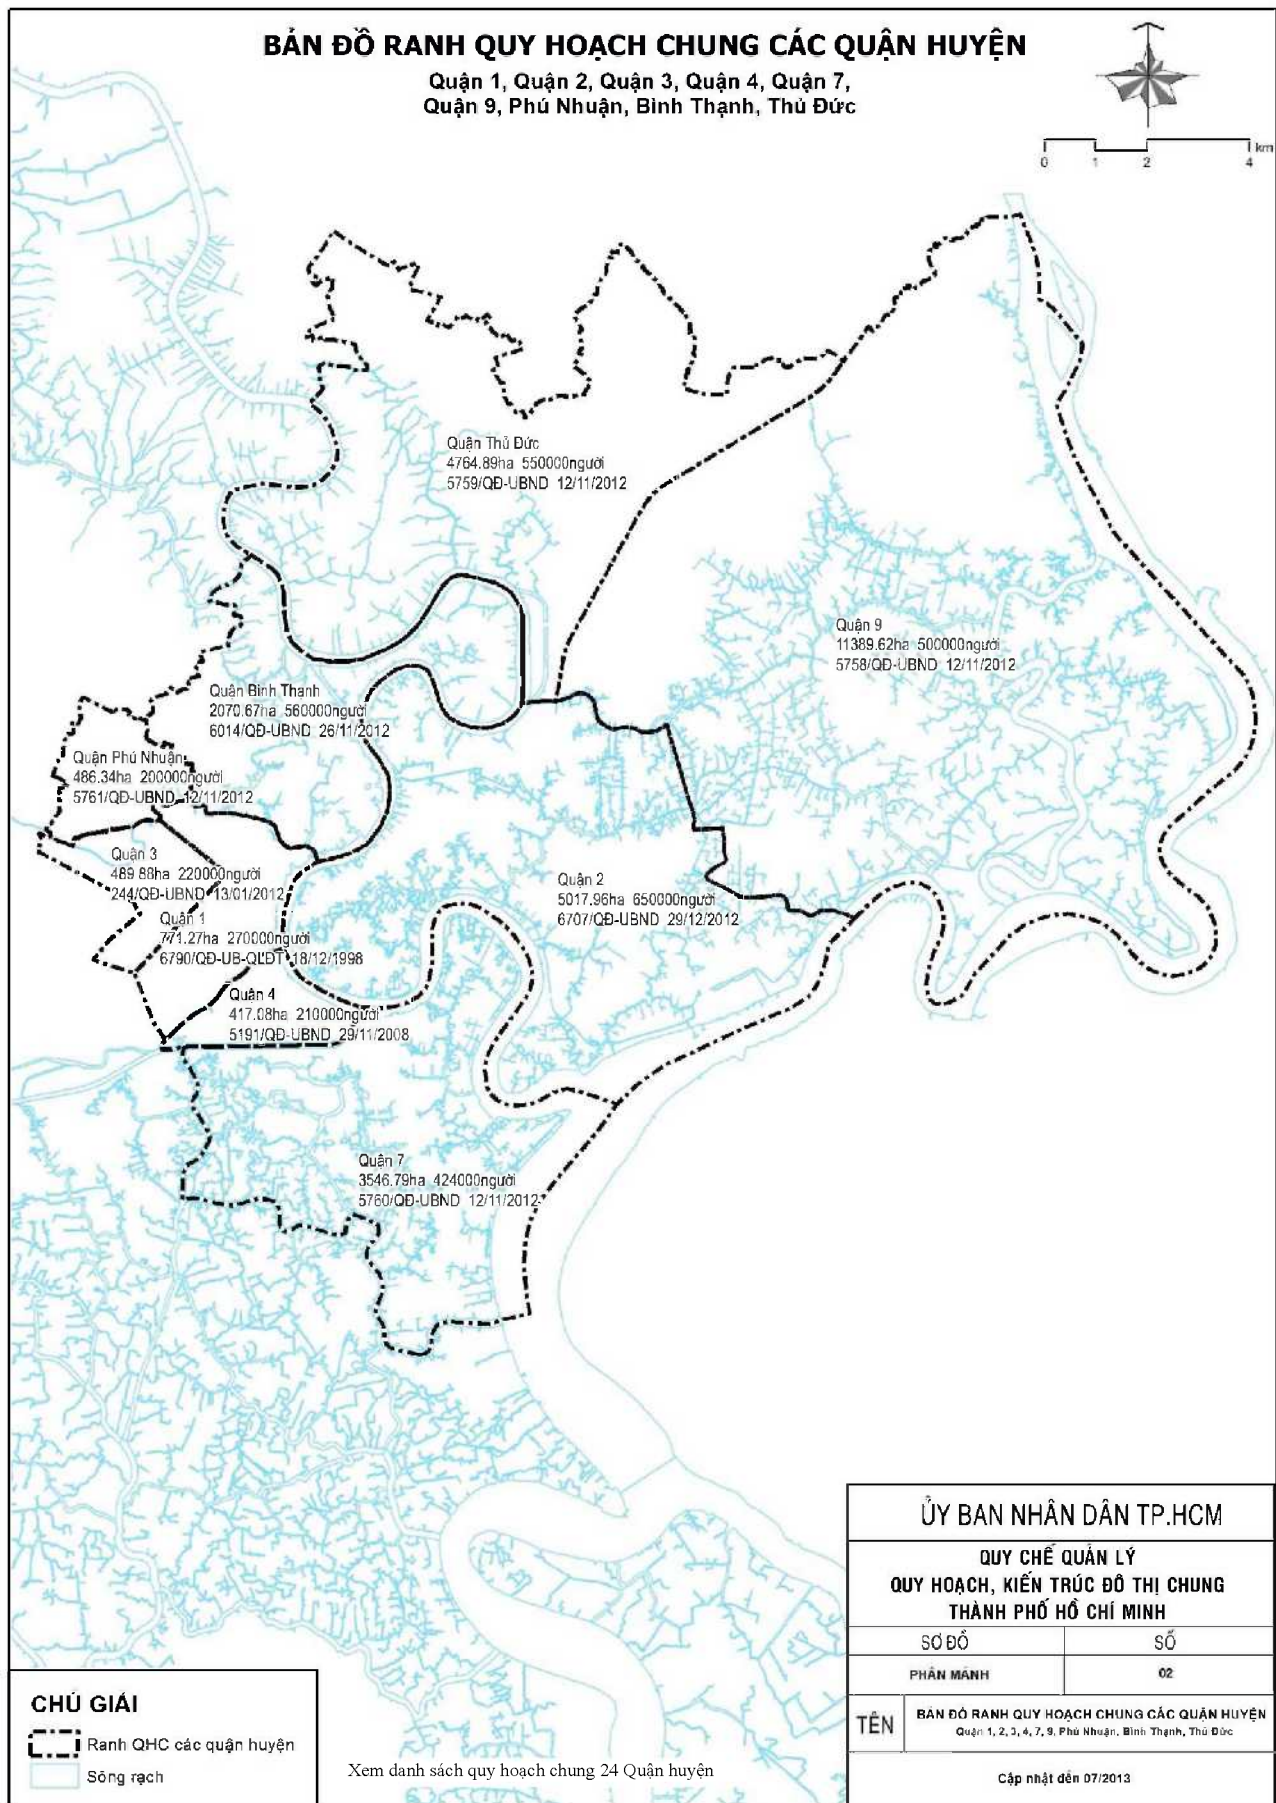 BẢN ĐỒ RANH QUY HOẠCH CHUNG CÁC QUẬN HUYỆN
Quận 1, Quận 2, Quận 3, Quận 4, Quận 7,
Quận 9, Phú Nhuận, Bình Thạnh, Thủ Đức
0 1 2 4 km
Quận Thủ Đức
4764.89ha 550000người
5759/QĐ-UBND 12/11/2012
Quận 9
11389.62ha 500000người
5758/QĐ-UBND 12/11/2012
Quận Bình Thạnh
2070.67ha 560000người
6014/QĐ-UBND 26/11/2012
Quận Phú Nhuận
486.34ha 200000người
5761/QĐ-UBND 12/11/2012
Quận 3
489.88ha 220000người
244/QĐ-UBND 13/01/2012
Quận 2
5017.96ha 650000người
6707/QĐ-UBND 29/12/2012
Quận 1
771.27ha 270000người
6790/QĐ-UB-QLĐT 18/12/1998
Quận 4
417.08ha 210000người
5191/QĐ-UBND 29/11/2008
Quận 7
3546.79ha 424000người
5760/QĐ-UBND 12/11/2012
ỦY BAN NHÂN DÂN TP.HCM
QUY CHẾ QUẢN LÝ
QUY HOẠCH, KIẾN TRÚC ĐÔ THỊ CHUNG
THÀNH PHỐ HỒ CHÍ MINH
SƠ ĐỒ SỐ
PHÂN MẢNH 02
TÊN
BẢN ĐỒ RANH QUY HOẠCH CHUNG CÁC QUẬN HUYỆN
Quận 1, 2, 3, 4, 7, 9, Phú Nhuận, Bình Thạnh, Thủ Đức
Cập nhật đến 07/2013
CHÚ GIẢI
Ranh QHC các quận huyện
Sông rạch
Xem danh sách quy hoạch chung 24 Quận huyện